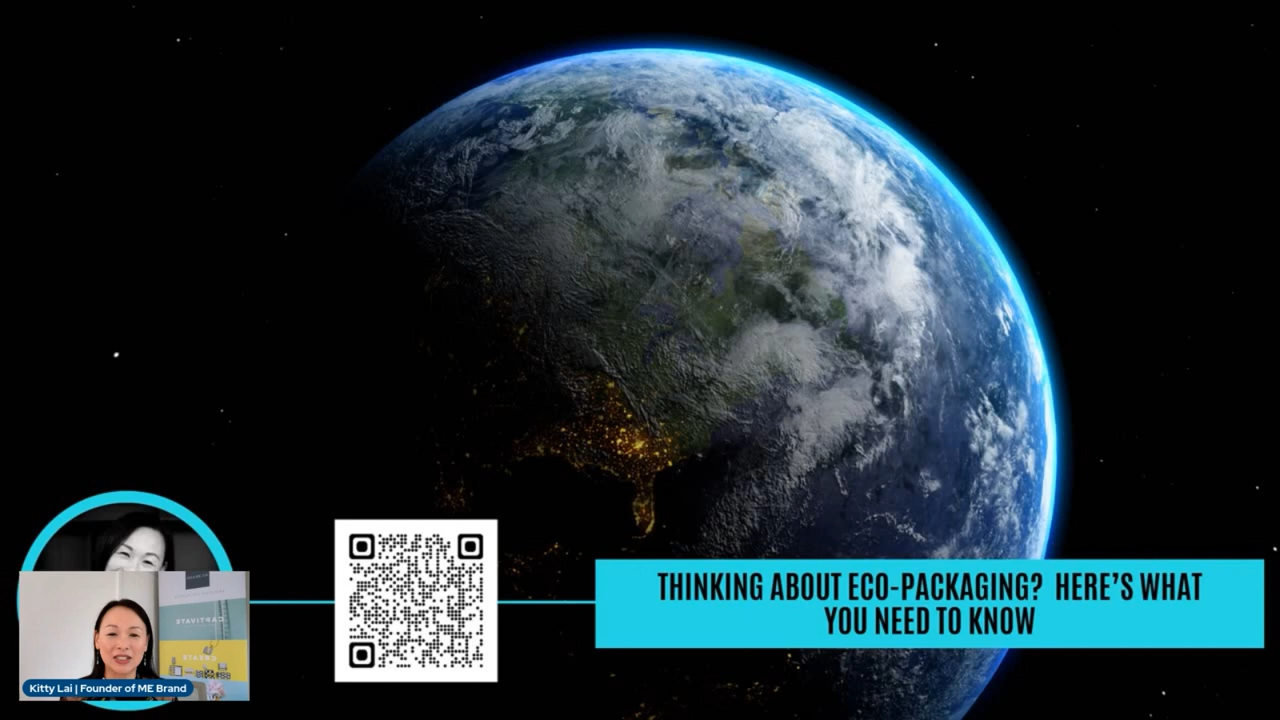 THINKING ABOUT ECO-PACKAGING? HERE'S WHAT
YOU NEED TO KNOW
Kitty Lai | Founder of ME Brand